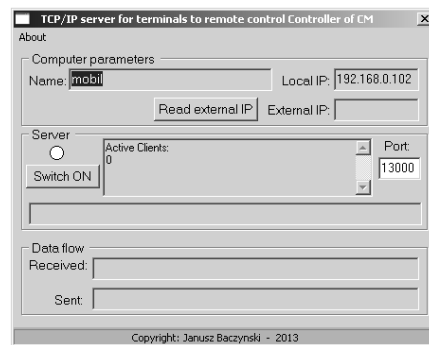 TCP/IP server for terminals to remote control Controller of CM
About
Computer parameters
Name: mobil Local IP: 192.168.0.102
Read external IP External IP:
Server
Active Clients: Port:
0 13000
Switch ON
Data flow
Received:
Sent:
Copyright: Janusz Baczynski - 2013